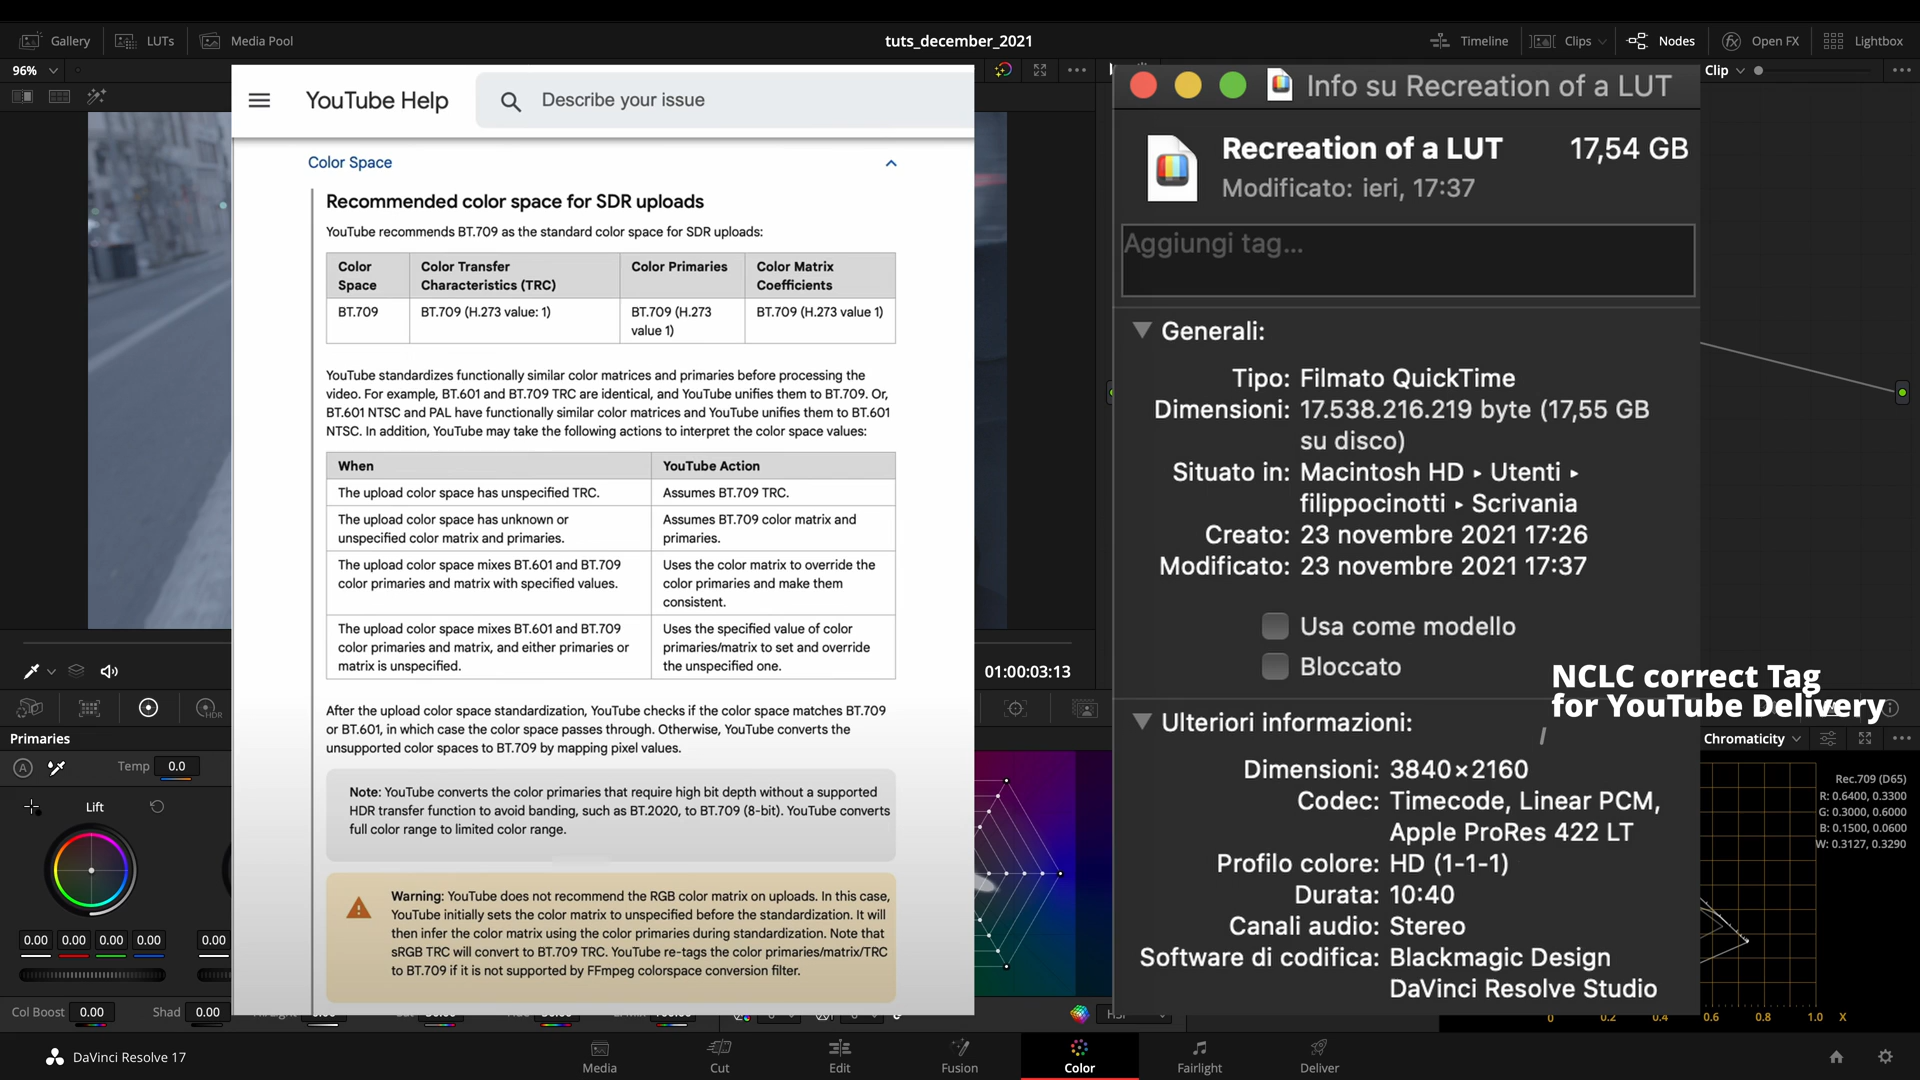 Gallery
LUTs
Media Pool
tuts_december_2021
Timeline
Clips
Nodes
Open FX
Lightbox
96%
Clip
YouTube Help
Describe your issue
Color Space
Recommended color space for SDR uploads
YouTube recommends BT.709 as the standard color space for SDR uploads:
Color Space
Color Transfer Characteristics (TRC)
Color Primaries
Color Matrix Coefficients
BT.709
BT.709 (H.273 value: 1)
BT.709 (H.273 value 1)
BT.709 (H.273 value 1)
YouTube standardizes functionally similar color matrices and primaries before processing the
video. For example, BT.601 and BT.709 TRC are identical, and YouTube unifies them to BT.709. Or,
BT.601 NTSC and PAL have functionally similar color matrices and YouTube unifies them to BT.601
NTSC. In addition, YouTube may take the following actions to interpret the color space values:
When
YouTube Action
The upload color space has unspecified TRC.
Assumes BT.709 TRC.
The upload color space has unknown or
unspecified color matrix and primaries.
Assumes BT.709 color matrix and
primaries.
The upload color space mixes BT.601 and BT.709
color primaries and matrix with specified values.
Uses the color matrix to override the
color primaries and make them
consistent.
The upload color space mixes BT.601 and BT.709
color primaries and matrix, and either primaries or
matrix is unspecified.
Uses the specified value of color
primaries/matrix to set and override
the unspecified one.
After the upload color space standardization, YouTube checks if the color space matches BT.709
or BT.601, in which case the color space passes through. Otherwise, YouTube converts the
unsupported color spaces to BT.709 by mapping pixel values.
Note: YouTube converts the color primaries that require high bit depth without a supported
HDR transfer function to avoid banding, such as BT.2020, to BT.709 (8-bit). YouTube converts
full color range to limited color range.
Warning: YouTube does not recommend the RGB color matrix on uploads. In this case,
YouTube initially sets the color matrix to unspecified before the standardization. It will
then infer the color matrix using the color primaries during standardization. Note that
sRGB TRC will convert to BT.709 TRC. YouTube re-tags the color primaries/matrix/TRC
to BT.709 if it is not supported by FFmpeg colorspace conversion filter.
Info su Recreation of a LUT
Recreation of a LUT
17,54 GB
Modificato: ieri, 17:37
Aggiungi tag...
Generali:
Tipo: Filmato QuickTime
Dimensioni: 17.538.216.219 byte (17,55 GB
su disco)
Situato in: Macintosh HD ▸ Utenti ▸
filippocinotti ▸ Scrivania
Creato: 23 novembre 2021 17:26
Modificato: 23 novembre 2021 17:37
Usa come modello
Bloccato
NCLC correct Tag
for YouTube Delivery
Ulteriori informazioni:
Dimensioni: 3840×2160
Codec: Timecode, Linear PCM,
Apple ProRes 422 LT
Profilo colore: HD (1-1-1)
Durata: 10:40
Canali audio: Stereo
Software di codifica: Blackmagic Design
DaVinci Resolve Studio
01:00:03:13
HDR
Primaries
A
Temp
0.0
Lift
0.00
0.00
0.00
0.00
0.00
Col Boost
0.00
Shad
0.00
Chromaticity
Rec.709 (D65)
R: 0.6400, 0.3300
G: 0.3000, 0.6000
B: 0.1500, 0.0600
W: 0.3127, 0.3290
0
0.2
0.4
0.6
0.8
1.0
X
DaVinci Resolve 17
Media
Cut
Edit
Fusion
Color
Fairlight
Deliver